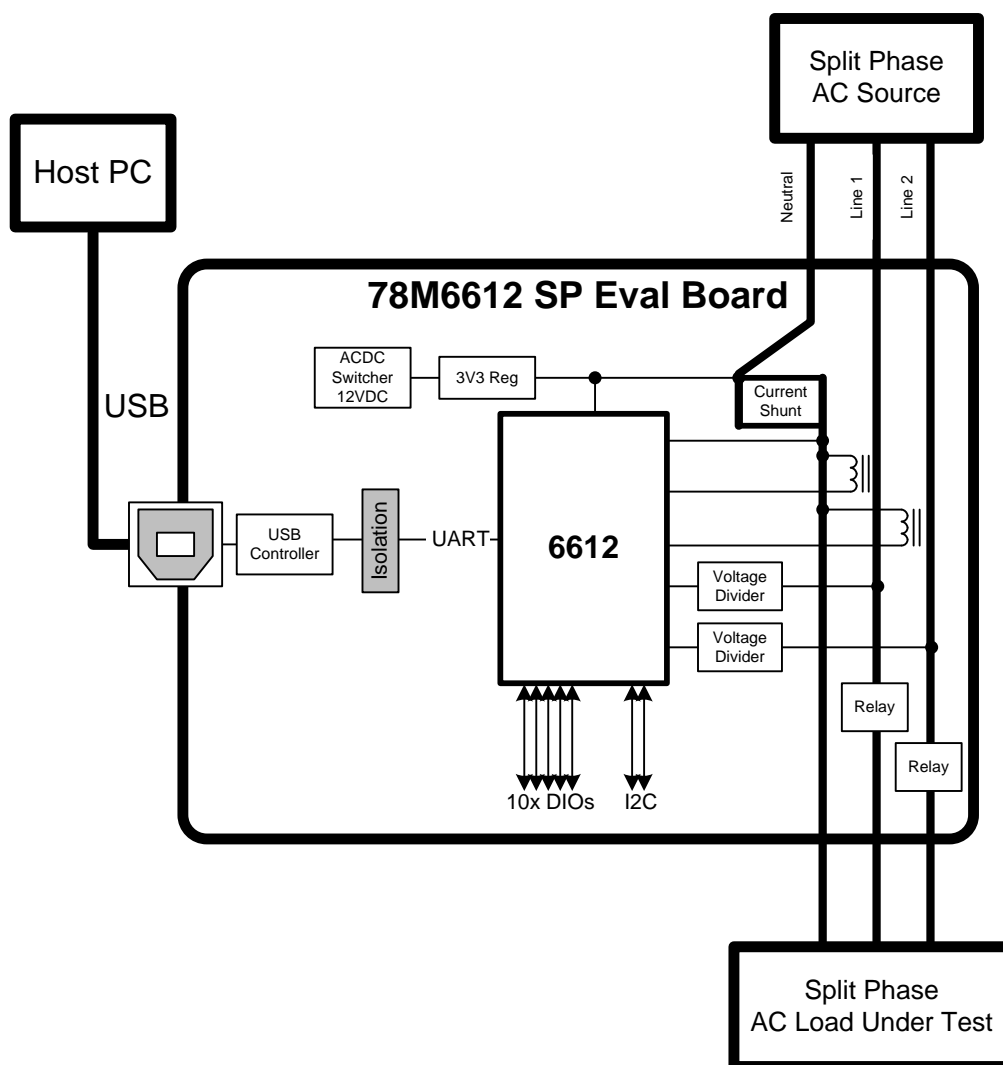 Split Phase
AC Source
Host PC
Neutral
Line 1
Line 2
78M6612 SP Eval Board
ACDC
Switcher
12VDC
3V3 Reg
Current
Shunt
USB
USB
Controller
Isolation
UART
6612
Voltage
Divider
Voltage
Divider
Relay
Relay
10x DIOs
I2C
Split Phase
AC Load Under Test